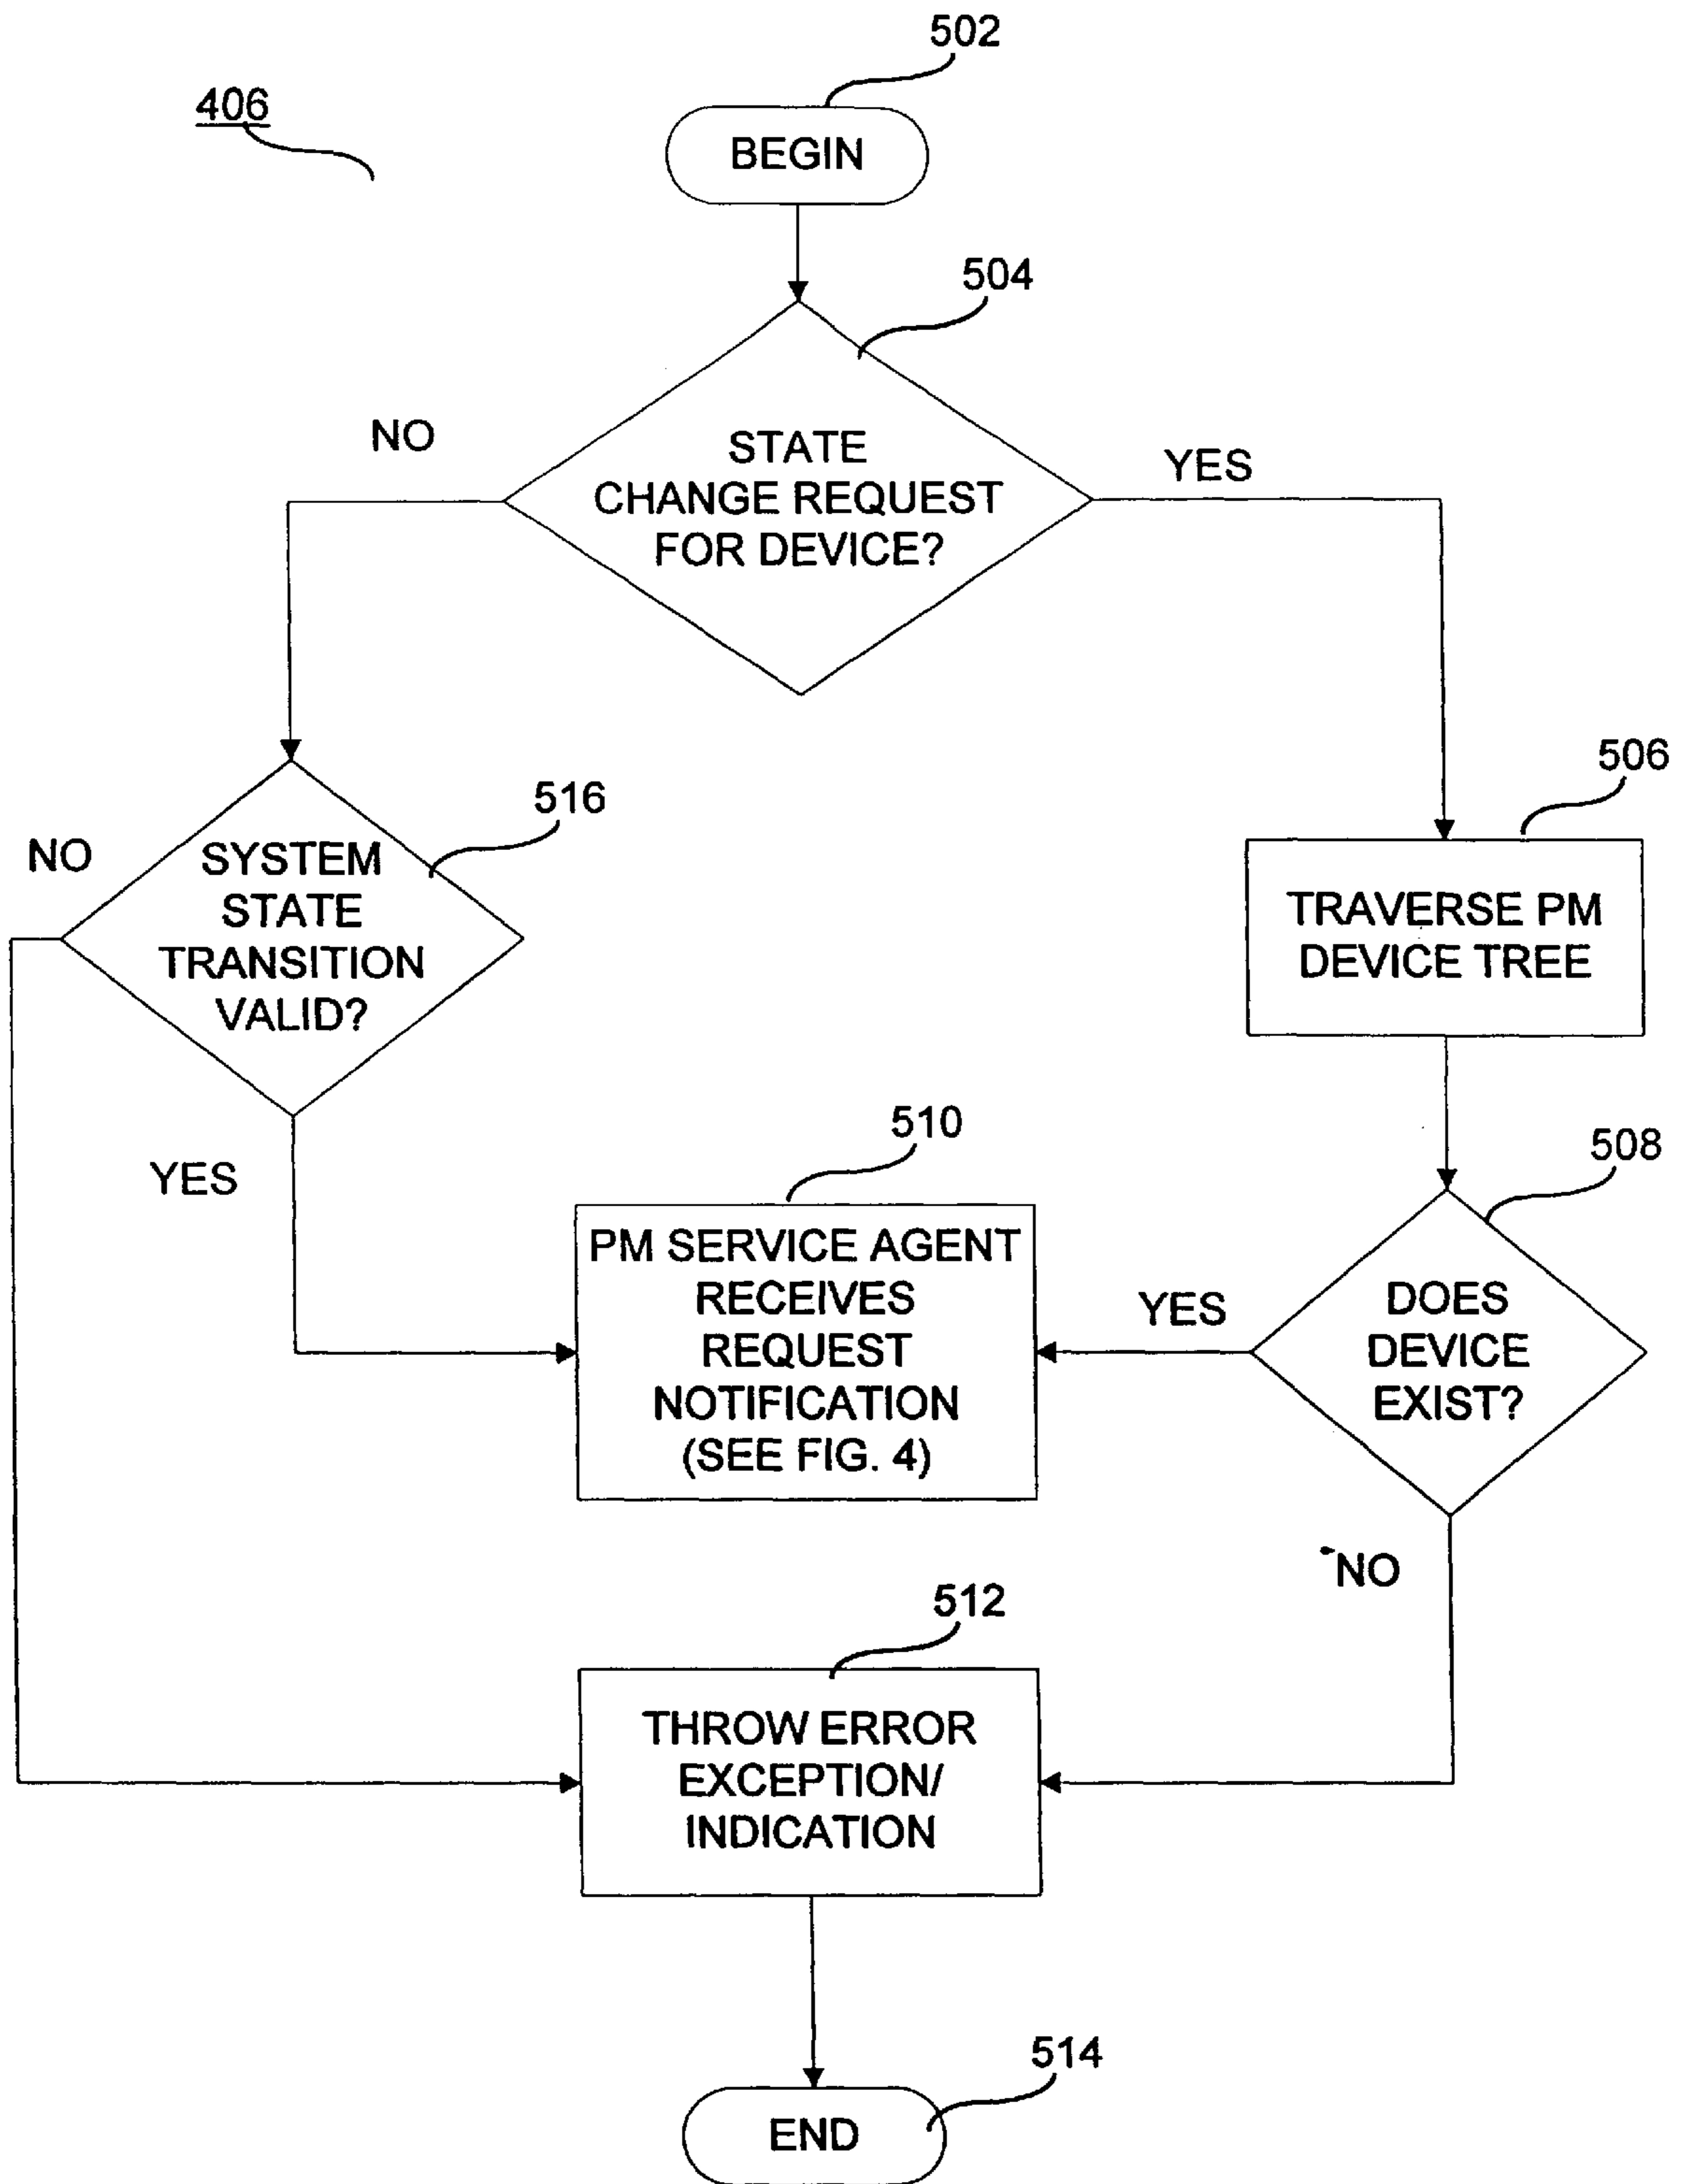 502
406
BEGIN
504
NO
YES
STATE
CHANGE REQUEST
FOR DEVICE?
506
516
NO
SYSTEM
STATE
TRANSITION
VALID?
TRAVERSE PM
DEVICE TREE
510
508
YES
PM SERVICE AGENT
RECEIVES
REQUEST
NOTIFICATION
(SEE FIG. 4)
YES
DOES
DEVICE
EXIST?
NO
512
THROW ERROR
EXCEPTION/
INDICATION
514
END